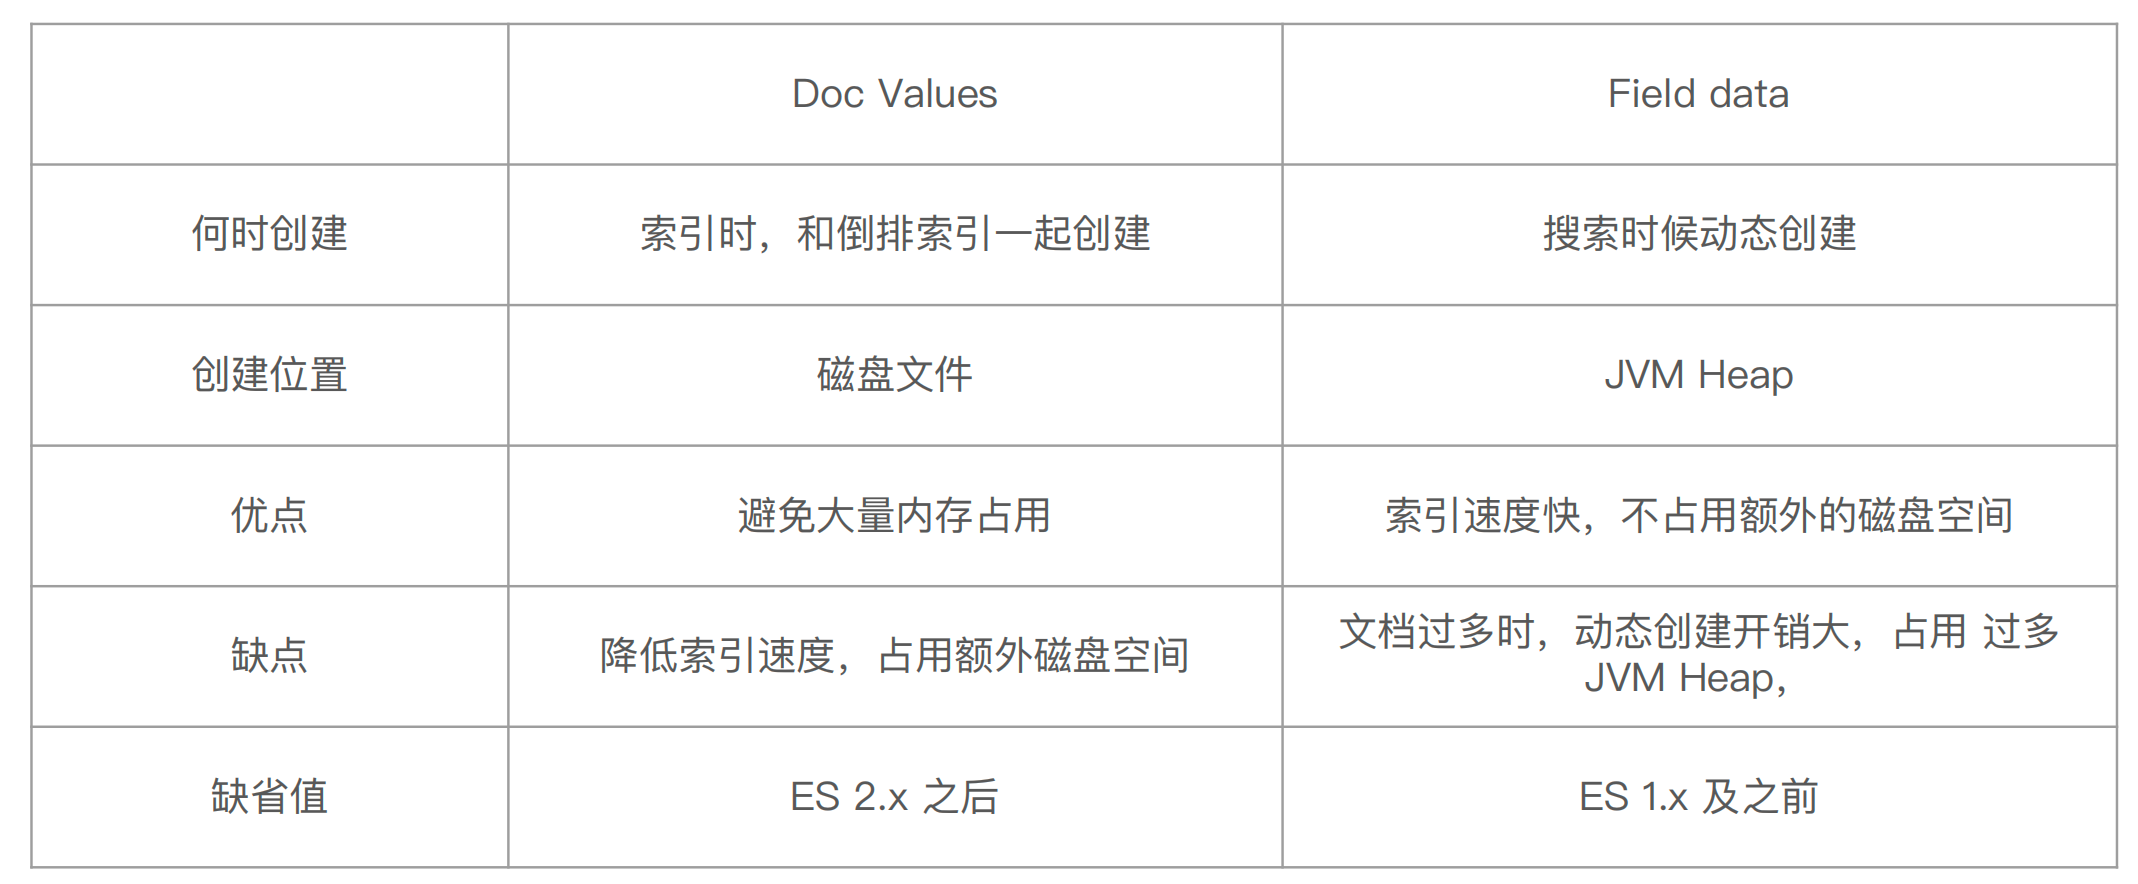 Doc Values
Field data
何时创建
索引时，和倒排索引一起创建
搜索时候动态创建
创建位置
磁盘文件
JVM Heap
优点
避免大量内存占用
索引速度快，不占用额外的磁盘空间
缺点
降低索引速度，占用额外磁盘空间
文档过多时，动态创建开销大，占用 过多
JVM Heap，
缺省值
ES 2.x 之后
ES 1.x 及之前